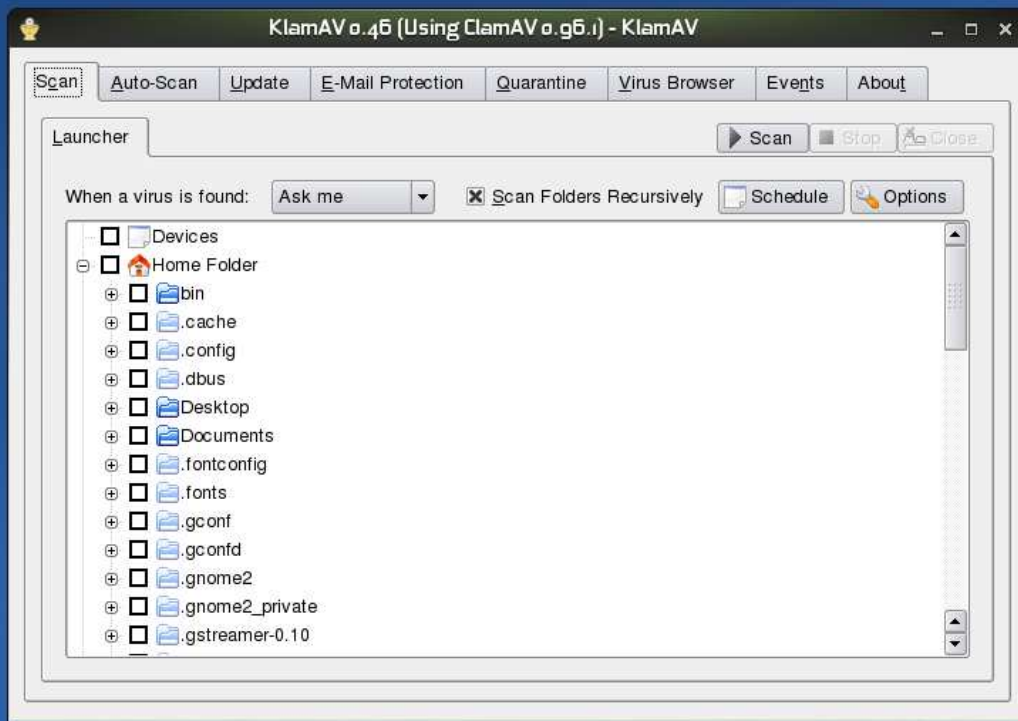 KlamAV 0.46 (Using ClamAV 0.96.1) - KlamAV
Scan Auto-Scan Update E-Mail Protection Quarantine Virus Browser Events About
Launcher Scan Stop Close
When a virus is found: Ask me Scan Folders Recursively Schedule Options
Devices
Home Folder
bin
.cache
.config
.dbus
Desktop
Documents
.fontconfig
.fonts
.gconf
.gconfd
.gnome2
.gnome2_private
.gstreamer-0.10